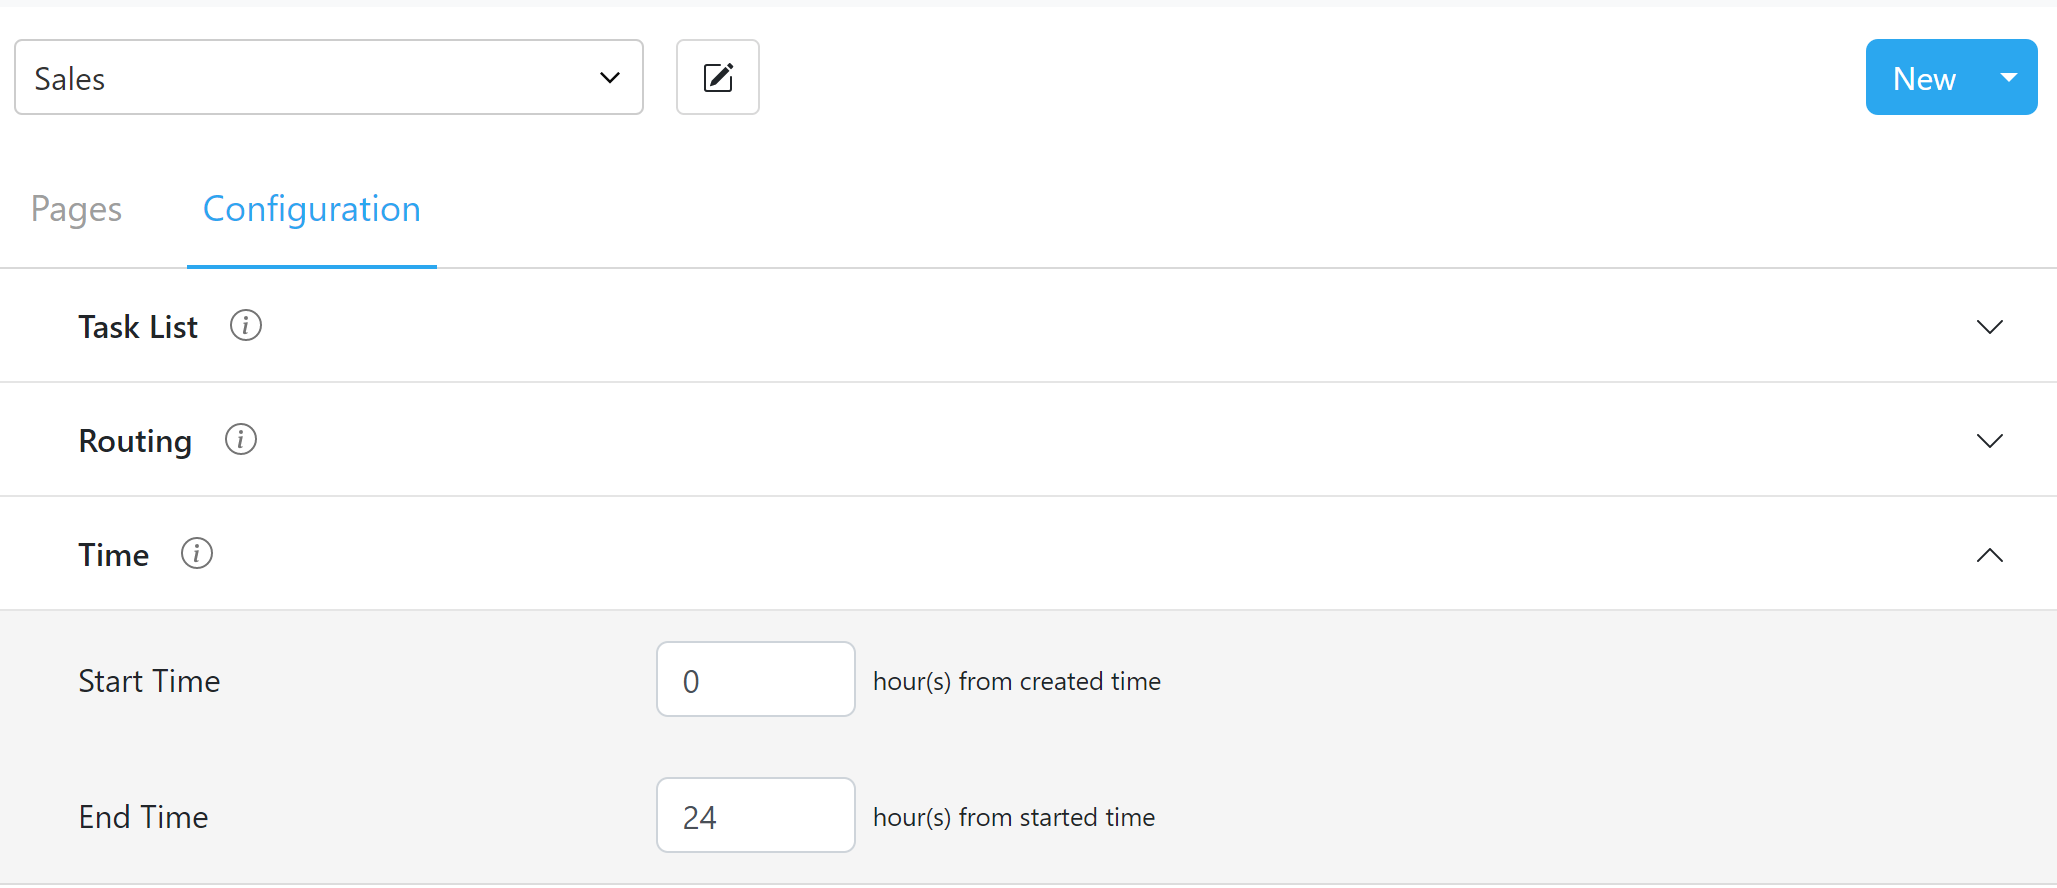 Sales
New
Pages Configuration
Task List
Routing
Time
Start Time 0 hour(s) from created time
End Time 24 hour(s) from started time